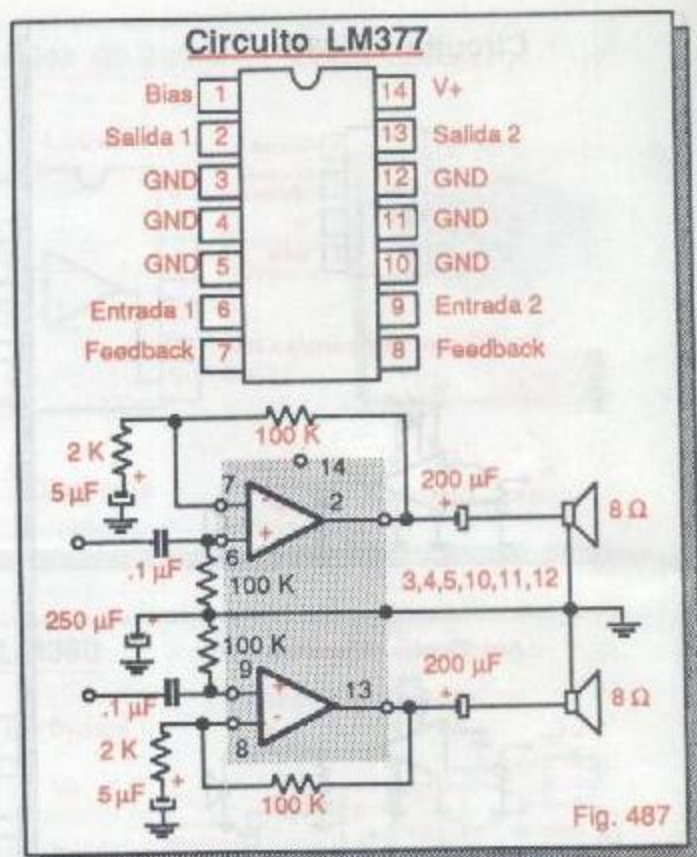 Circuito LM377
Bias 1 14 V+
Salida 1 2 13 Salida 2
GND 3 12 GND
GND 4 11 GND
GND 5 10 GND
Entrada 1 6 9 Entrada 2
Feedback 7 8 Feedback
100 K
2 K
14
5 µF +
7 - 2
200 µF
+
8 Ω
+
6
.1 µF
100 K
3,4,5,10,11,12
250 µF +
100 K
9
200 µF
.1 µF
+ 13
+
8 Ω
-
2 K
8
+
5 µF
100 K
Fig. 487